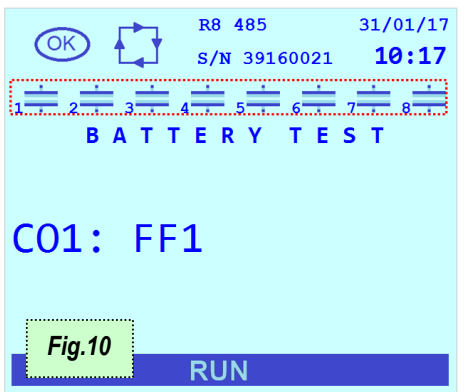 OK
R8 485 31/01/17
S/N 39160021 10:17
1 2 3 4 5 6 7 8
BATTERY TEST
CO1: FF1
Fig.10
RUN